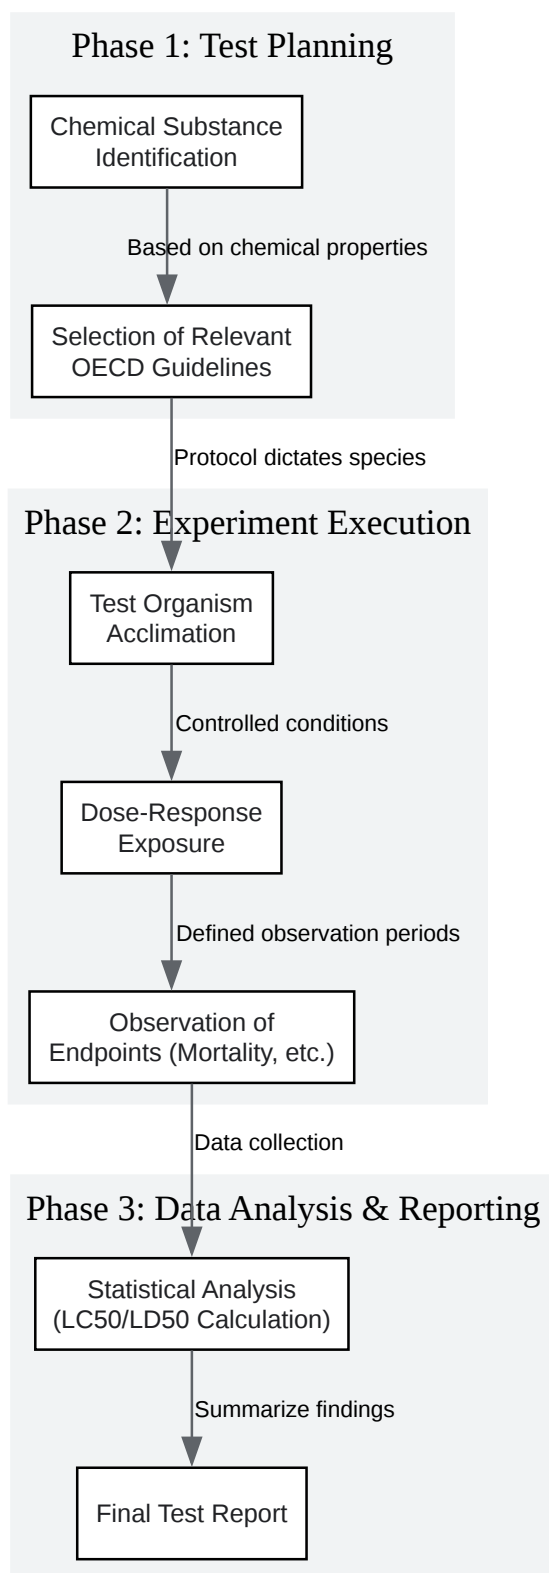 Phase 1: Test Planning
Chemical Substance
Identification
Based on chemical properties
Selection of Relevant
OECD Guidelines
Protocol dictates species
Phase 2: Experiment Execution
Test Organism
Acclimation
Controlled conditions
Dose-Response
Exposure
Defined observation periods
Observation of
Endpoints (Mortality, etc.)
Data collection
Phase 3: Data Analysis & Reporting
Statistical Analysis
(LC50/LD50 Calculation)
Summarize findings
Final Test Report